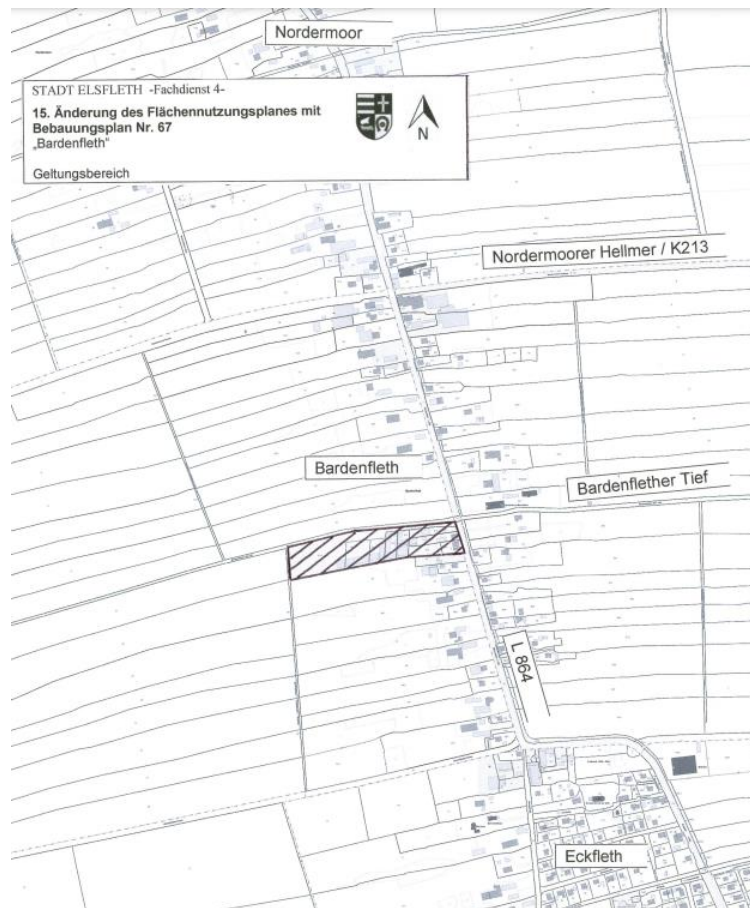 Nordermoor
STADT ELSFLETH -Fachdienst 4-
15. Änderung des Flächennutzungsplanes mit
Bebauungsplan Nr. 67
„Bardenfleth"
Geltungsbereich
N
Nordermoorer Hellmer / K213
Bardenfleth
Bardenflether Tief
L 864
Eckfleth